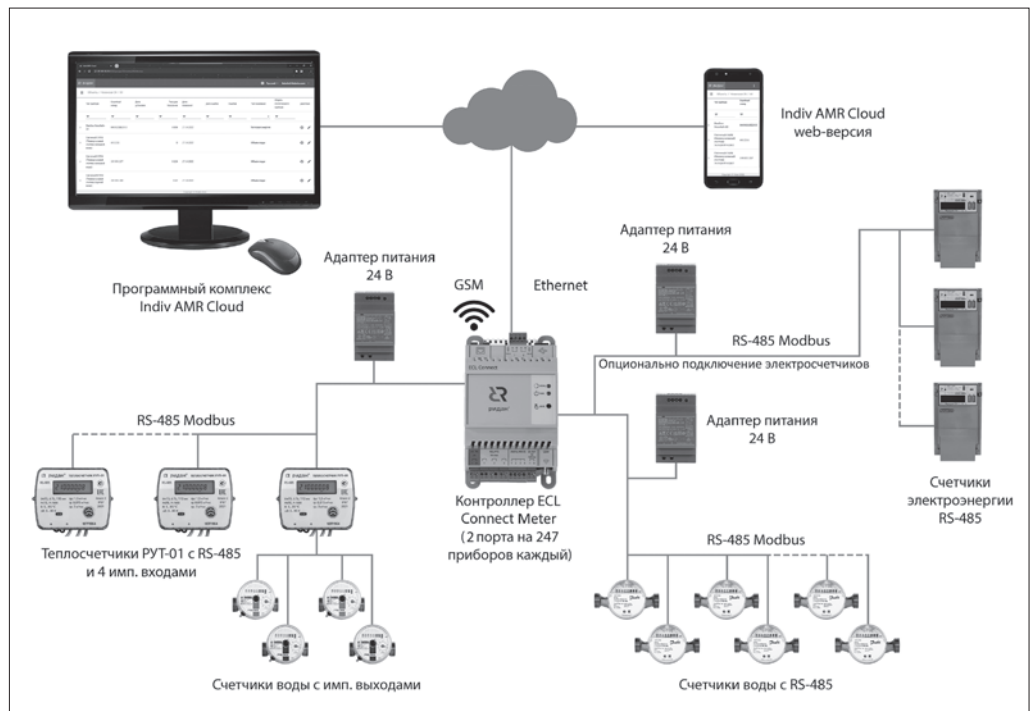 Indiv AMR Cloud
web-версия
Программный комплекс
Indiv AMR Cloud
Адаптер питания
24 В
GSM
Ethernet
Адаптер питания
24 В
RS-485 Modbus
Опционально подключение электросчетчиков
ECL Connect
ридан
RS-485 Modbus
Адаптер питания
24 В
Счетчики
электроэнергии
RS-485
Контроллер ECL
Connect Meter
(2 порта на 247
приборов каждый)
Теплосчетчики РУТ-01 с RS-485
и 4 имп. входами
RS-485 Modbus
Счетчики воды с имп. выходами
Счетчики воды с RS-485